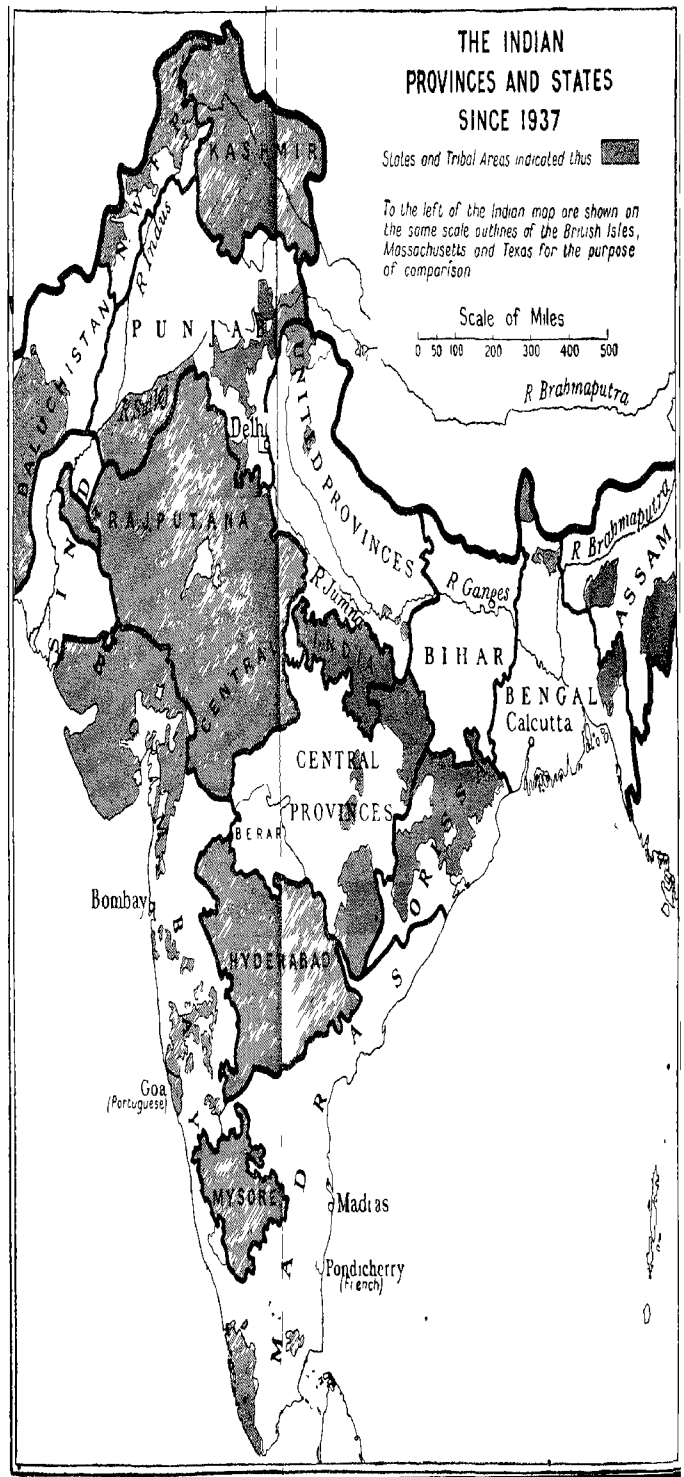 THE INDIAN
PROVINCES AND STATES
SINCE 1937
States and Tribal Areas indicated thus
To the left of the Indian map are shown on
the same scale outlines of the British Isles,
Massachusetts and Texas for the purpose
of comparison
Scale of Miles
0 50 100 200 300 400 500
KASHMIR
N W F P
R Indus
PUNJAB
BALUCHISTAN
R Sutlej
Delhi
UNITED PROVINCES
R Brahmaputra
R Brahmaputra
SIND
RAJPUTANA
R Jumna
R Ganges
ASSAM
CENTRAL INDIA
BIHAR
BENGAL
Calcutta
CENTRAL
PROVINCES
BERAR
ORISSA
Bombay
BOMBAY
HYDERABAD
Goa
(Portuguese)
MYSORE
MADRAS
Madras
Pondicherry
(French)